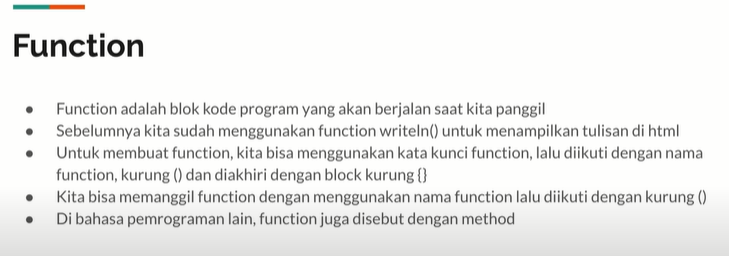 Function
● Function adalah blok kode program yang akan berjalan saat kita panggil
● Sebelumnya kita sudah menggunakan function writeln() untuk menampilkan tulisan di html
● Untuk membuat function, kita bisa menggunakan kata kunci function, lalu diikuti dengan nama
function, kurung () dan diakhiri dengan block kurung {}
● Kita bisa memanggil function dengan menggunakan nama function lalu diikuti dengan kurung ()
● Di bahasa pemrograman lain, function juga disebut dengan method